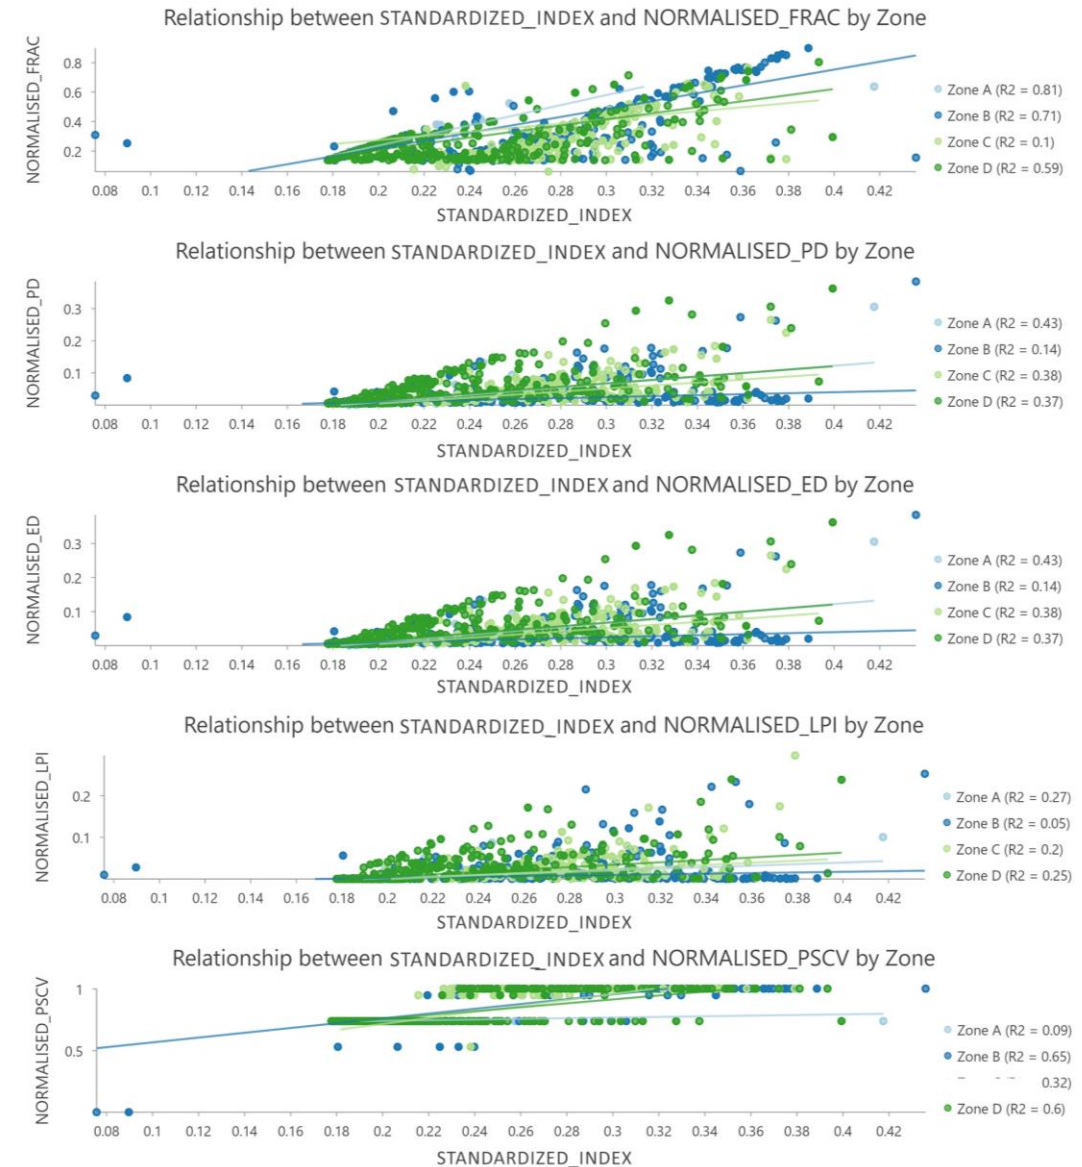 Relationship between STANDARDIZED_INDEX and NORMALISED_FRAC by Zone
NORMALISED_FRAC
0.8
0.6
0.4
0.2
0.08 0.1 0.12 0.14 0.16 0.18 0.2 0.22 0.24 0.26 0.28 0.3 0.32 0.34 0.36 0.38 0.4 0.42
STANDARDIZED_INDEX
Zone A (R2 = 0.81)
Zone B (R2 = 0.71)
Zone C (R2 = 0.1)
Zone D (R2 = 0.59)
Relationship between STANDARDIZED_INDEX and NORMALISED_PD by Zone
NORMALISED_PD
0.3
0.2
0.1
0.08 0.1 0.12 0.14 0.16 0.18 0.2 0.22 0.24 0.26 0.28 0.3 0.32 0.34 0.36 0.38 0.4 0.42
STANDARDIZED_INDEX
Zone A (R2 = 0.43)
Zone B (R2 = 0.14)
Zone C (R2 = 0.38)
Zone D (R2 = 0.37)
Relationship between STANDARDIZED_INDEX and NORMALISED_ED by Zone
NORMALISED_ED
0.3
0.2
0.1
0.08 0.1 0.12 0.14 0.16 0.18 0.2 0.22 0.24 0.26 0.28 0.3 0.32 0.34 0.36 0.38 0.4 0.42
STANDARDIZED_INDEX
Zone A (R2 = 0.43)
Zone B (R2 = 0.14)
Zone C (R2 = 0.38)
Zone D (R2 = 0.37)
Relationship between STANDARDIZED_INDEX and NORMALISED_LPI by Zone
NORMALISED_LPI
0.2
0.1
0.08 0.1 0.12 0.14 0.16 0.18 0.2 0.22 0.24 0.26 0.28 0.3 0.32 0.34 0.36 0.38 0.4 0.42
STANDARDIZED_INDEX
Zone A (R2 = 0.27)
Zone B (R2 = 0.05)
Zone C (R2 = 0.2)
Zone D (R2 = 0.25)
Relationship between STANDARDIZED_INDEX and NORMALISED_PSCV by Zone
NORMALISED_PSCV
1
0.5
0.08 0.1 0.12 0.14 0.16 0.18 0.2 0.22 0.24 0.26 0.28 0.3 0.32 0.34 0.36 0.38 0.4 0.42
STANDARDIZED_INDEX
Zone A (R2 = 0.09)
Zone B (R2 = 0.65)
0.32)
Zone D (R2 = 0.6)